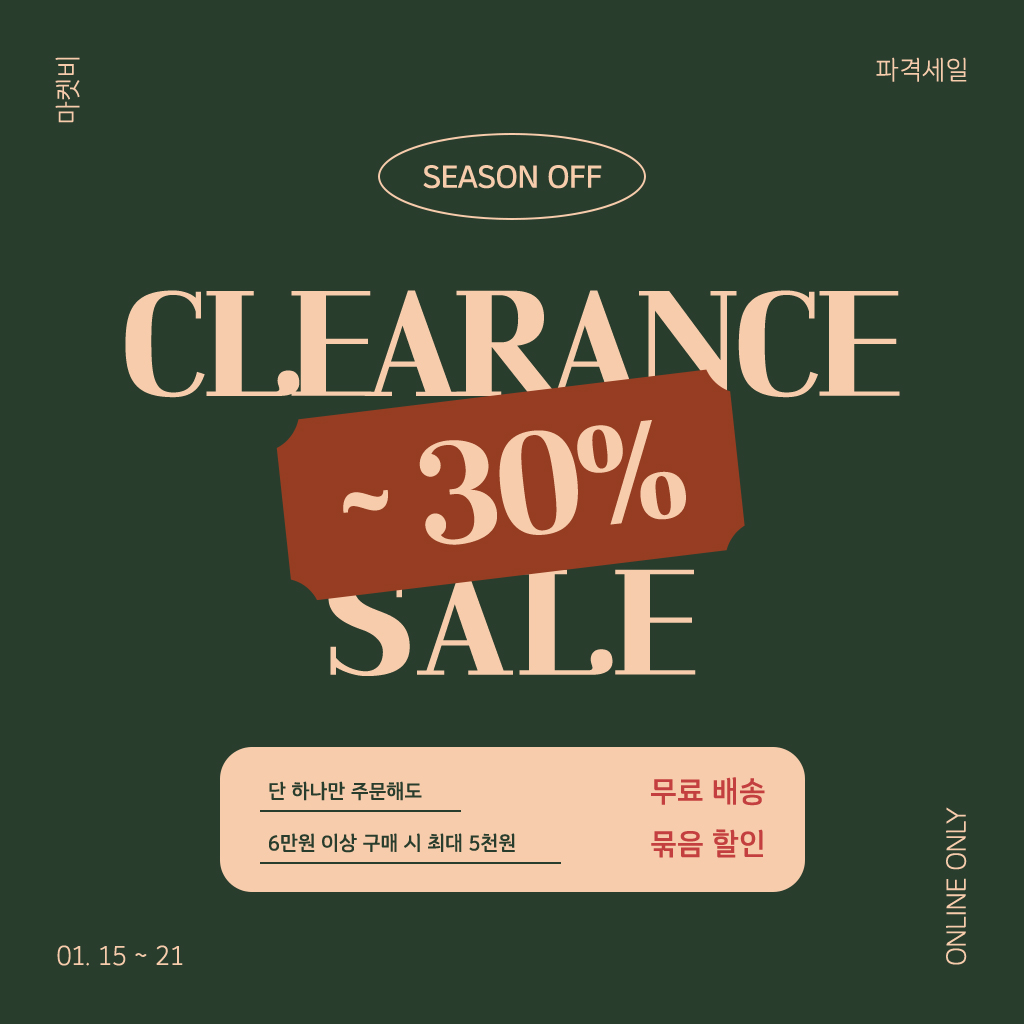 마켓비
파격세일
SEASON OFF
CLEARANCE
~ 30%
SALE
단 하나만 주문해도 무료 배송
6만원 이상 구매 시 최대 5천원 묶음 할인
ONLINE ONLY
01. 15 ~ 21